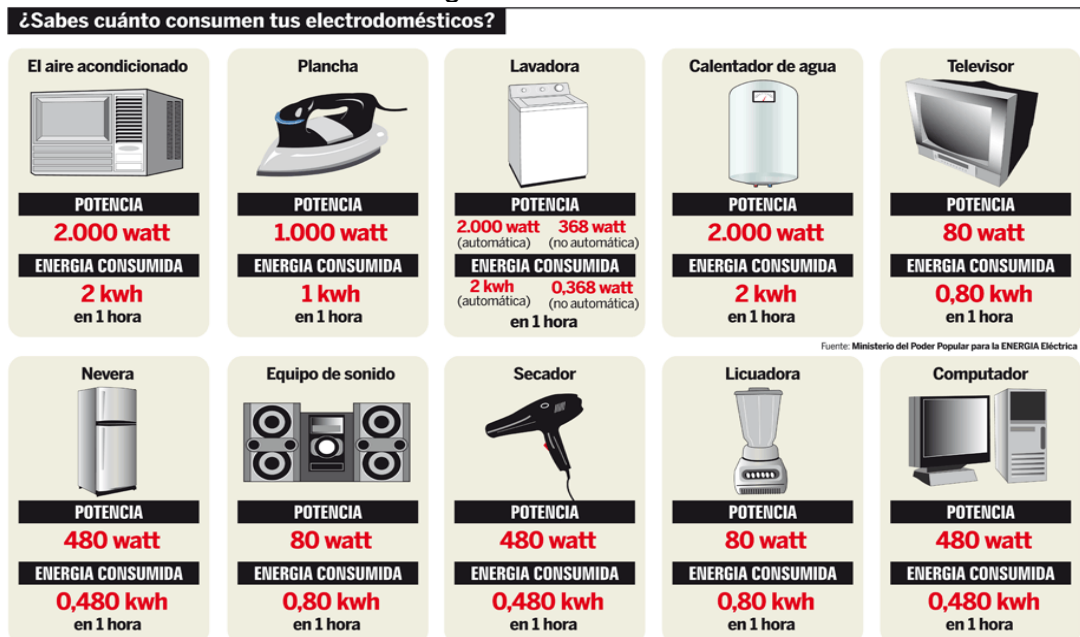 ¿Sabes cuánto consumen tus electrodomésticos?
El aire acondicionado
POTENCIA
2.000 watt
ENERGIA CONSUMIDA
2 kwh
en 1 hora
Plancha
POTENCIA
1.000 watt
ENERGIA CONSUMIDA
1 kwh
en 1 hora
Lavadora
POTENCIA
2.000 watt 368 watt
(automática) (no automática)
ENERGIA CONSUMIDA
2 kwh 0,368 watt
(automática) (no automática)
en 1 hora
Calentador de agua
POTENCIA
2.000 watt
ENERGIA CONSUMIDA
2 kwh
en 1 hora
Televisor
POTENCIA
80 watt
ENERGIA CONSUMIDA
0,80 kwh
en 1 hora
Fuente: Ministerio del Poder Popular para la ENERGIA Eléctrica
Nevera
POTENCIA
480 watt
ENERGIA CONSUMIDA
0,480 kwh
en 1 hora
Equipo de sonido
POTENCIA
80 watt
ENERGIA CONSUMIDA
0,80 kwh
en 1 hora
Secador
POTENCIA
480 watt
ENERGIA CONSUMIDA
0,480 kwh
en 1 hora
Licuadora
POTENCIA
80 watt
ENERGIA CONSUMIDA
0,80 kwh
en 1 hora
Computador
POTENCIA
480 watt
ENERGIA CONSUMIDA
0,480 kwh
en 1 hora